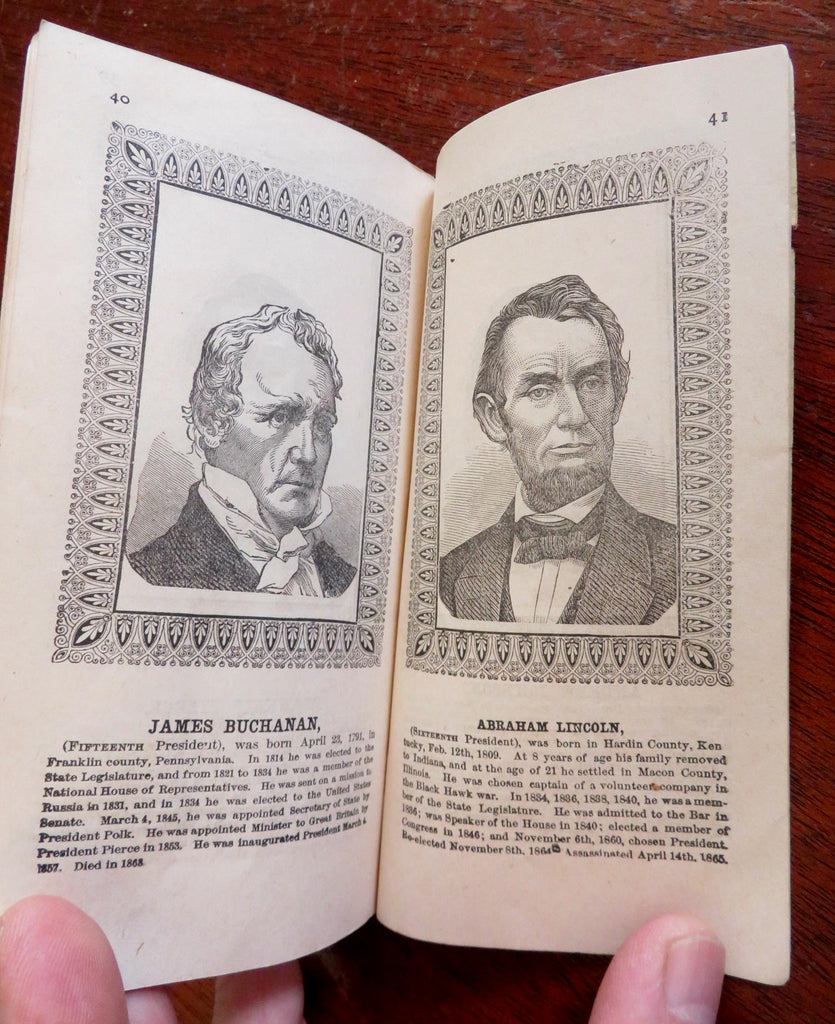 40
JAMES BUCHANAN,
(FIFTEENTH President), was born April 23, 1791, in
Franklin county, Pennsylvania. In 1814 he was elected to the
State Legislature, and from 1821 to 1834 he was a member of the
National House of Representatives. He was sent on a mission to
Russia in 1831, and in 1834 he was elected to the United States
Senate. March 4, 1845, he was appointed Secretary of State by
President Polk. He was appointed Minister to Great Britain by
President Pierce in 1853. He was inaugurated President March 4
1857. Died in 1868
41
ABRAHAM LINCOLN,
(SIXTEENTH President), was born in Hardin County, Ken
tucky, Feb. 12th, 1809. At 8 years of age his family removed
to Indiana, and at the age of 21 he settled in Macon County,
Illinois. He was chosen captain of a volunteer company in
the Black Hawk war. In 1834, 1836, 1838, 1840, he was a mem-
ber of the State Legislature. He was admitted to the Bar in
1836; was Speaker of the House in 1840; elected a member of
Congress in 1846; and November 6th, 1860, chosen President.
Re-elected November 8th, 1864 Assassinated April 14th, 1865.